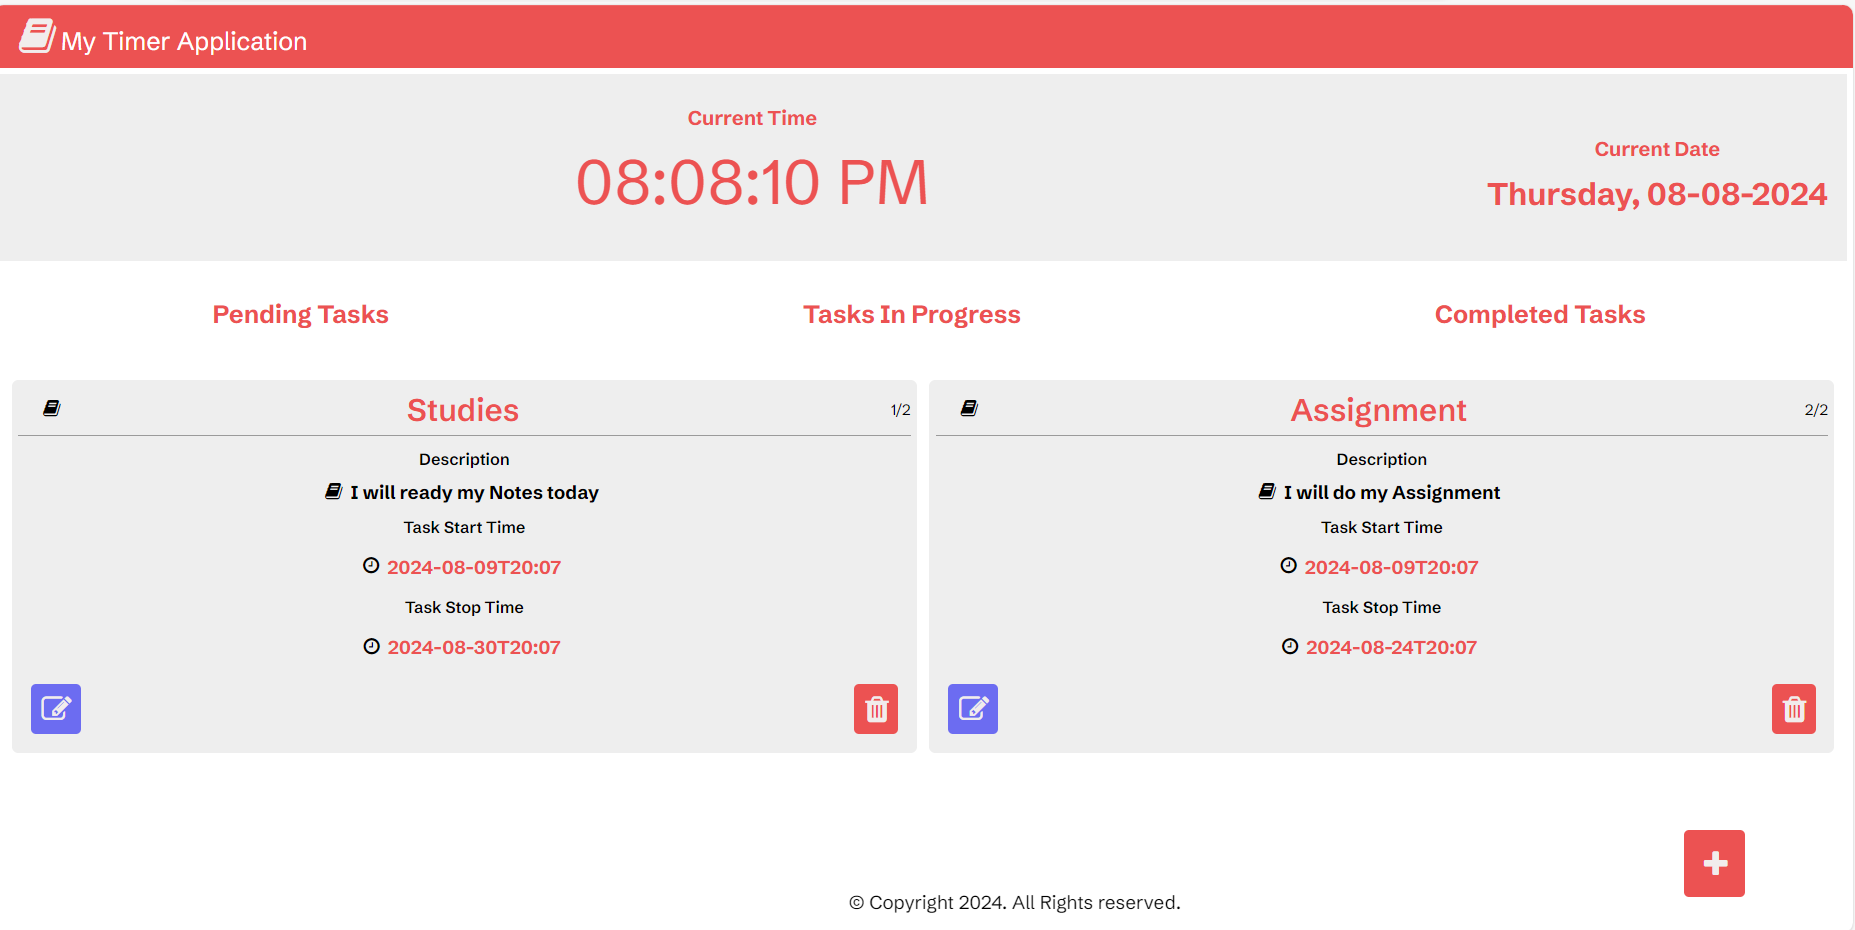 My Timer Application
Current Time
08:08:10 PM
Current Date
Thursday, 08-08-2024
Pending Tasks
Tasks In Progress
Completed Tasks
Studies
1/2
Description
I will ready my Notes today
Task Start Time
2024-08-09T20:07
Task Stop Time
2024-08-30T20:07
Assignment
2/2
Description
I will do my Assignment
Task Start Time
2024-08-09T20:07
Task Stop Time
2024-08-24T20:07
© Copyright 2024. All Rights reserved.